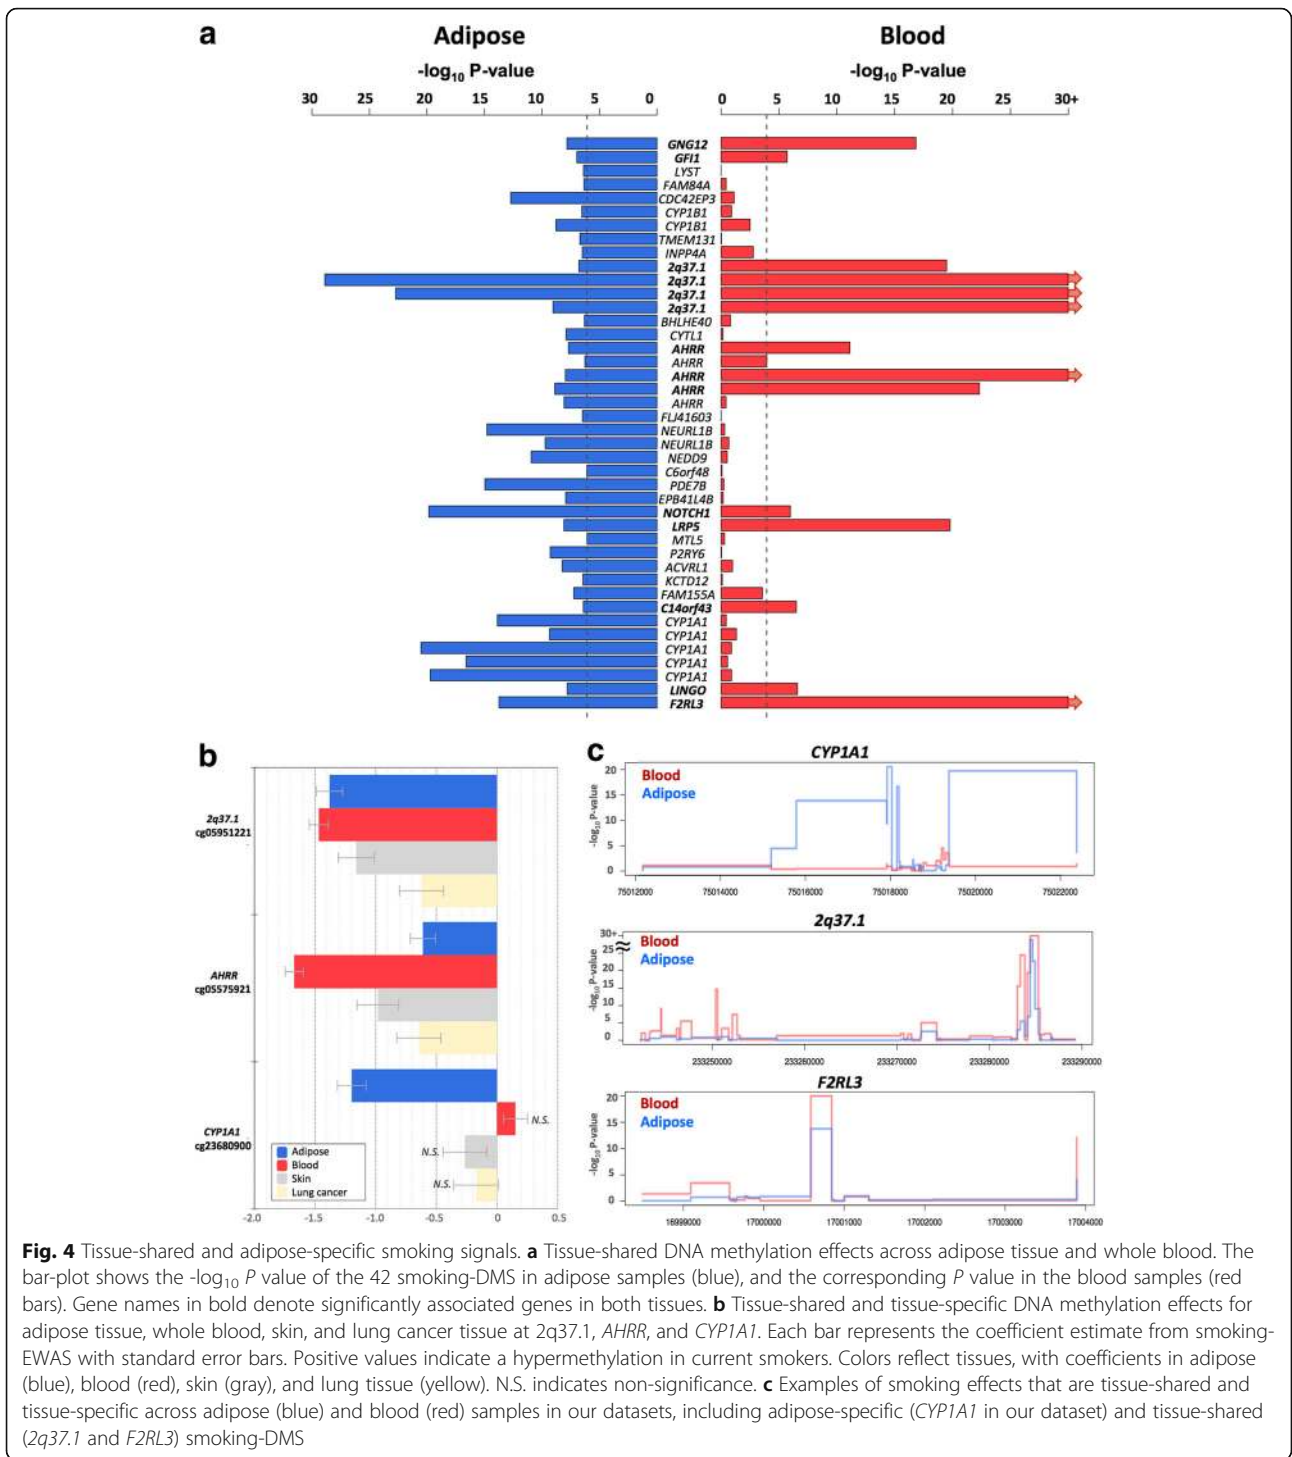 a
Adipose
Blood
-log10 P-value
-log10 P-value
30 25 20 15 10 5 0
0 5 10 15 20 25 30+
GNG12
GFI1
LYST
FAM84A
CDC42EP3
CYP1B1
CYP1B1
TMEM131
INPP4A
2q37.1
2q37.1
2q37.1
2q37.1
BHLHE40
CYTL1
AHRR
AHRR
AHRR
AHRR
AHRR
FLJ41603
NEURL1B
NEURL1B
NEDD9
C6orf48
PDE7B
EPB41L4B
NOTCH1
LRP5
MTL5
P2RY6
ACVRL1
KCTD12
FAM155A
C14orf43
CYP1A1
CYP1A1
CYP1A1
CYP1A1
CYP1A1
LINGO
F2RL3
b
2q37.1
cg05951221
AHRR
cg05575921
CYP1A1
cg23680900
N.S.
N.S.
N.S.
Adipose
Blood
Skin
Lung cancer
-2.0 -1.5 -1.0 -0.5 0 0.5
c
CYP1A1
Blood
Adipose
-log10 P-value
20
15
10
5
0
75012000 75014000 75016000 75018000 75020000 75022000
2q37.1
Blood
Adipose
-log10 P-value
30+
25
20
15
10
5
0
233250000 233260000 233270000 233280000 233290000
F2RL3
Blood
Adipose
-log10 P-value
20
15
10
5
0
16999000 17000000 17001000 17002000 17003000 17004000
Fig. 4 Tissue-shared and adipose-specific smoking signals. a Tissue-shared DNA methylation effects across adipose tissue and whole blood. The
bar-plot shows the -log10 P value of the 42 smoking-DMS in adipose samples (blue), and the corresponding P value in the blood samples (red
bars). Gene names in bold denote significantly associated genes in both tissues. b Tissue-shared and tissue-specific DNA methylation effects for
adipose tissue, whole blood, skin, and lung cancer tissue at 2q37.1, AHRR, and CYP1A1. Each bar represents the coefficient estimate from smoking-
EWAS with standard error bars. Positive values indicate a hypermethylation in current smokers. Colors reflect tissues, with coefficients in adipose
(blue), blood (red), skin (gray), and lung tissue (yellow). N.S. indicates non-significance. c Examples of smoking effects that are tissue-shared and
tissue-specific across adipose (blue) and blood (red) samples in our datasets, including adipose-specific (CYP1A1 in our dataset) and tissue-shared
(2q37.1 and F2RL3) smoking-DMS